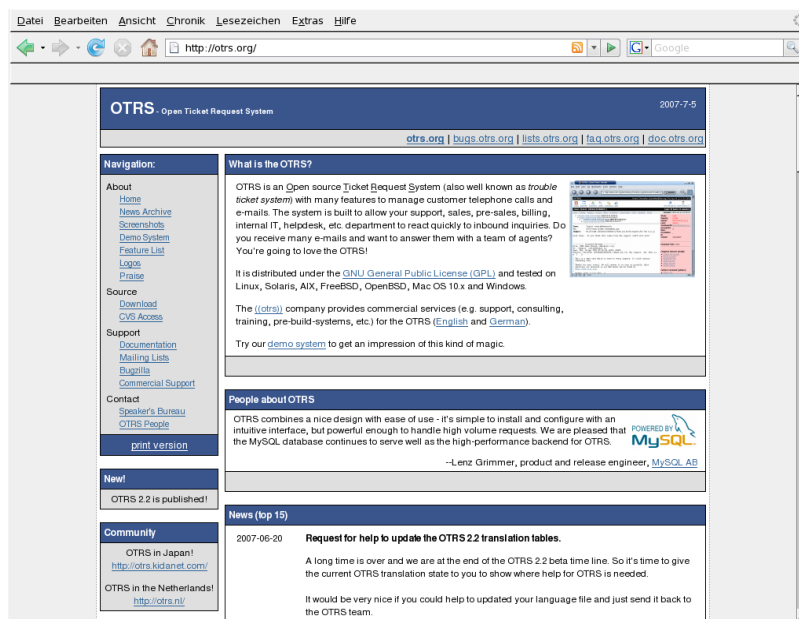 Datei Bearbeiten Ansicht Chronik Lesezeichen Extras Hilfe
http://otrs.org/
G
Google
OTRS - Open Ticket Request System
2007-7-5
otrs.org | bugs.otrs.org | lists.otrs.org | faq.otrs.org | doc.otrs.org
Navigation:
About
Home
News Archive
Screenshots
Demo System
Feature List
Logos
Praise
Source
Download
CVS Access
Support
Documentation
Mailing Lists
Bugzilla
Commercial Support
Contact
Speaker's Bureau
OTRS People
print version
New!
OTRS 2.2 is published!
Community
OTRS in Japan!
http://otrs.kidanet.com/
OTRS in the Netherlands!
http://otrs.nl/
What is the OTRS?
OTRS is an Open source Ticket Request System (also well known as trouble
ticket system) with many features to manage customer telephone calls and
e-mails. The system is built to allow your support, sales, pre-sales, billing,
internal IT, helpdesk, etc. department to react quickly to inbound inquiries. Do
you receive many e-mails and want to answer them with a team of agents?
You're going to love the OTRS!
It is distributed under the GNU General Public License (GPL) and tested on
Linux, Solaris, AIX, FreeBSD, OpenBSD, Mac OS 10.x and Windows.
The ((otrs)) company provides commercial services (e.g. support, consulting,
training, pre-build-systems, etc.) for the OTRS (English and German).
Try our demo system to get an impression of this kind of magic.
People about OTRS
OTRS combines a nice design with ease of use - it's simple to install and configure with an
intuitive interface, but powerful enough to handle high volume requests. We are pleased that
the MySQL database continues to serve well as the high-performance backend for OTRS.
POWERED BY
MySQL
--Lenz Grimmer, product and release engineer, MySQL AB
News (top 15)
2007-06-20 Request for help to update the OTRS 2.2 translation tables.
A long time is over and we are at the end of the OTRS 2.2 beta time line. So it's time to give
the current OTRS translation state to you to show where help for OTRS is needed.
It would be very nice if you could help to updated your language file and just send it back to
the OTRS team.